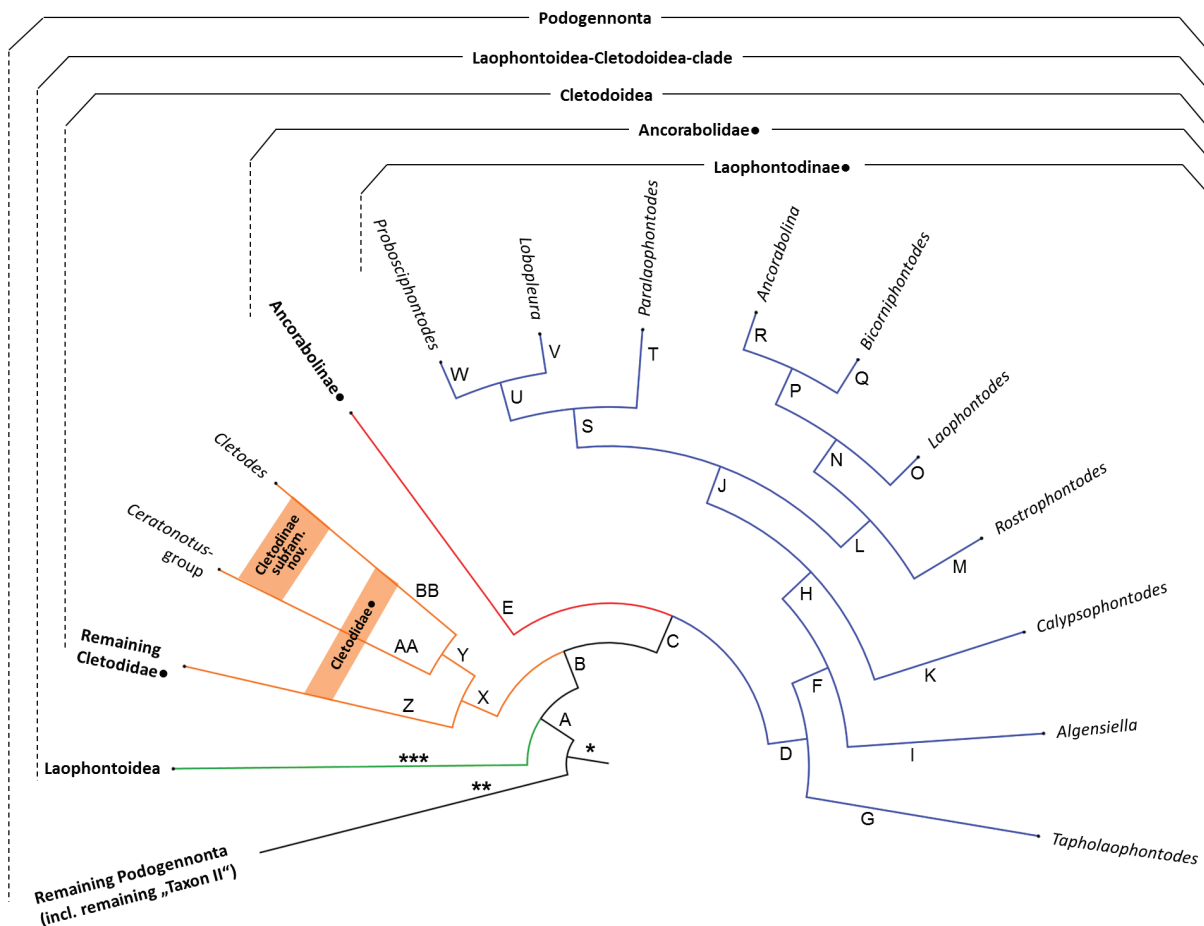 Podogennonta
Laophontoidea-Cletodoidea-clade
Cletodoidea
Ancorabolidae●
Laophontodinae●
Probosciphontodes
Lobopleura
Paralaophontodes
Ancorabolina
Bicorniphontodes
Laophontodes
Rostrophontodes
Calypsophontodes
Algensiella
Tapholaophontodes
Ancorabolinae●
Cletodes
Ceratonotus-
group
Cletodinae
subfam.
nov.
Cletodidae●
Remaining
Cletodidae●
Laophontoidea
Remaining Podogennonta
(incl. remaining „Taxon II“)
W
V
U
T
S
R
Q
P
O
N
M
L
J
H
K
F
I
D
G
E
C
B
A
BB
AA
Y
X
Z
*
**
***